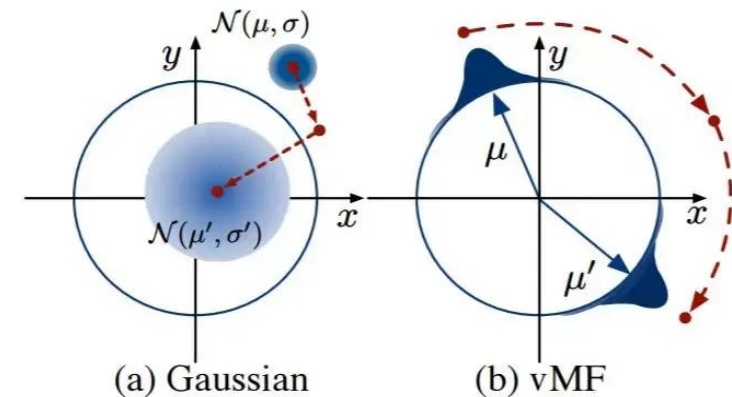 𝒩(μ, σ)
y
x
𝒩(μ′, σ′)
(a) Gaussian
y
μ
x
μ′
(b) vMF